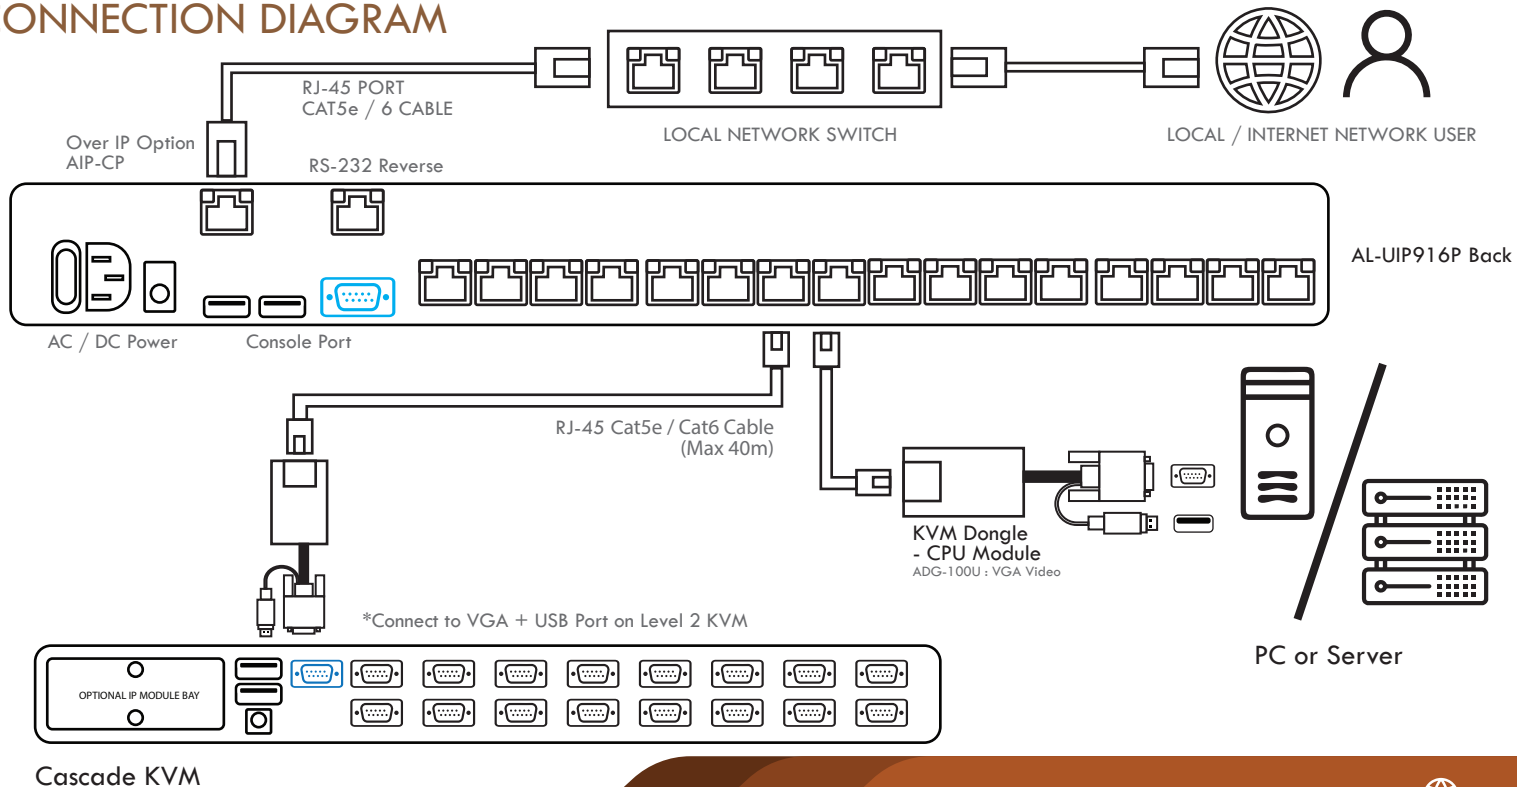 ONNECTION DIAGRAM
RJ-45 PORT
CAT5e / 6 CABLE
LOCAL NETWORK SWITCH
LOCAL / INTERNET NETWORK USER
Over IP Option
AIP-CP
RS-232 Reverse
AL-UIP916P Back
AC / DC Power
Console Port
RJ-45 Cat5e / Cat6 Cable
(Max 40m)
KVM Dongle
- CPU Module
ADG-100U : VGA Video
*Connect to VGA + USB Port on Level 2 KVM
PC or Server
OPTIONAL IP MODULE BAY
Cascade KVM